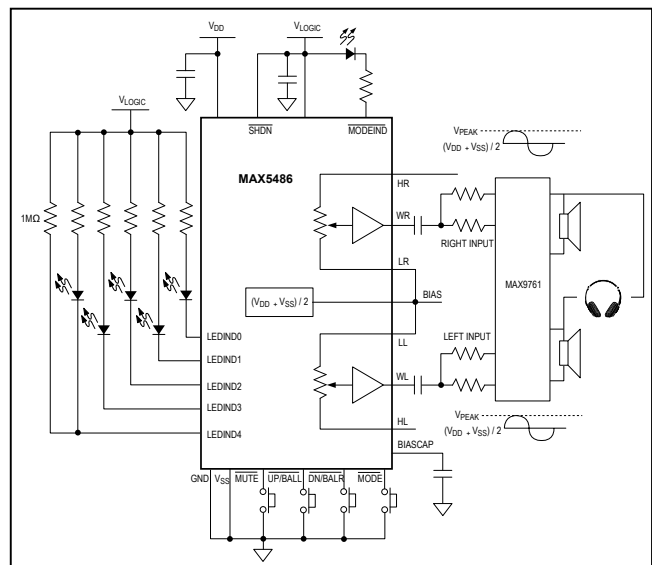 VDD
VLOGIC
VLOGIC
SHDN
MODEIND
MAX5486
1MΩ
HR
WR
LR
(VDD + VSS) / 2
BIAS
LL
WL
HL
BIASCAP
LEDIND0
LEDIND1
LEDIND2
LEDIND3
LEDIND4
GND
VSS
MUTE
UP/BALL
DN/BALR
MODE
VPEAK
(VDD + VSS) / 2
RIGHT INPUT
MAX9761
LEFT INPUT
VPEAK
(VDD + VSS) / 2